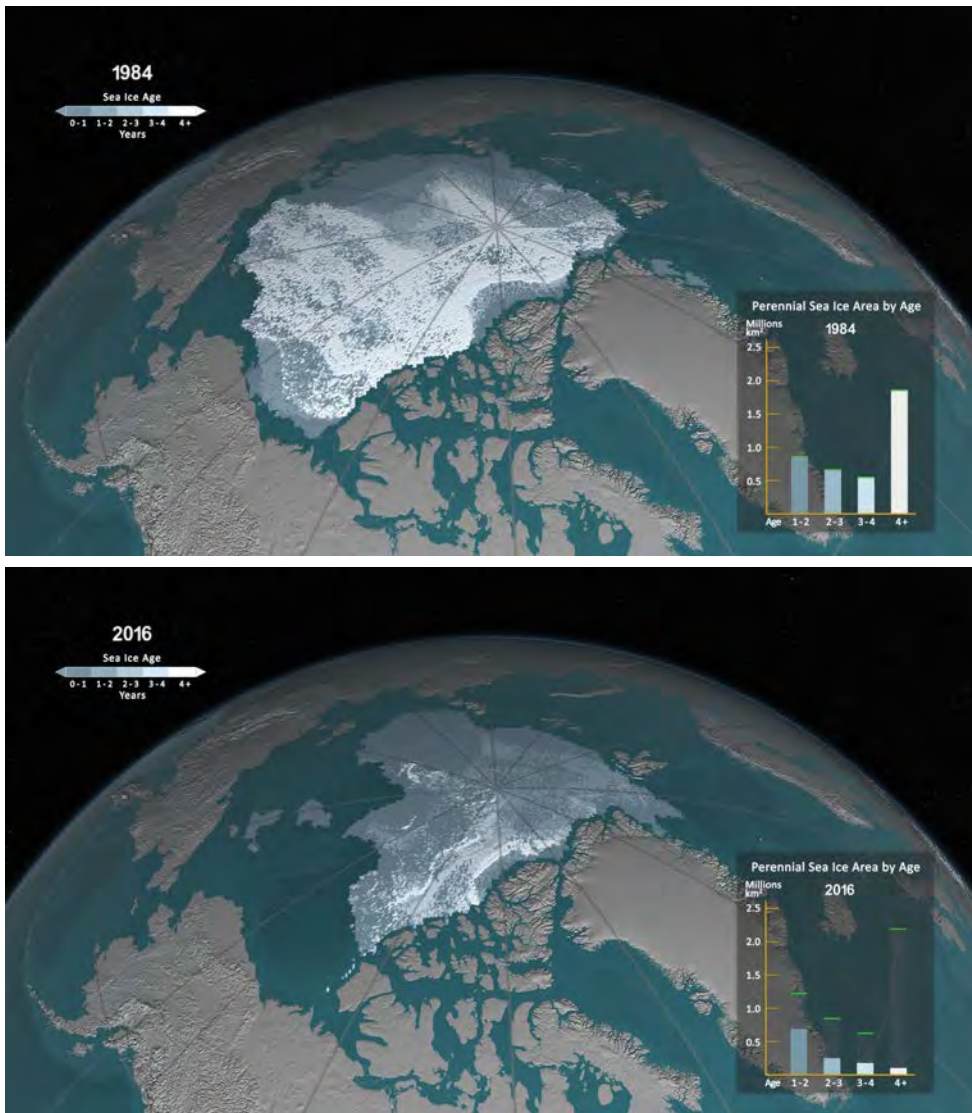 1984
Sea Ice Age
0-1 1-2 2-3 3-4 4+
Years
Perennial Sea Ice Area by Age
Millions
km² 1984
2.5
2.0
1.5
1.0
0.5
Age 1-2 2-3 3-4 4+
2016
Sea Ice Age
0-1 1-2 2-3 3-4 4+
Years
Perennial Sea Ice Area by Age
Millions
km² 2016
2.5
2.0
1.5
1.0
0.5
Age 1-2 2-3 3-4 4+